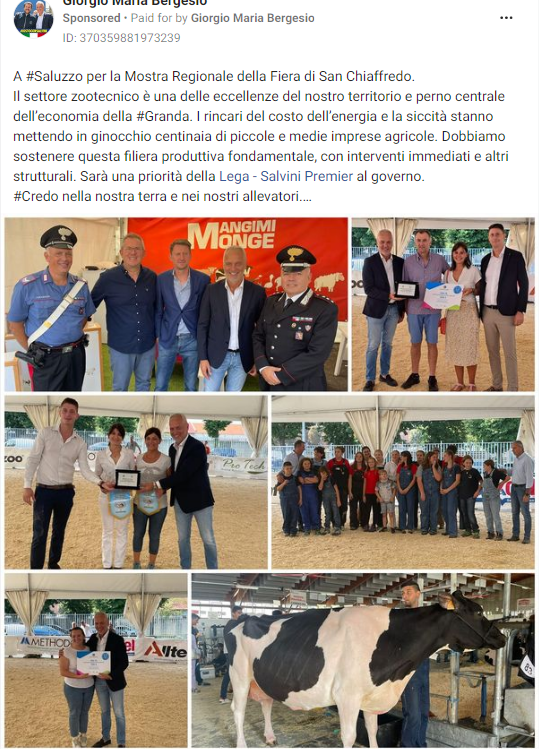 Giorgio Maria Bergesio
Sponsored • Paid for by Giorgio Maria Bergesio
ID: 370359881973239
A #Saluzzo per la Mostra Regionale della Fiera di San Chiaffredo.
Il settore zootecnico è una delle eccellenze del nostro territorio e perno centrale
dell'economia della #Granda. I rincari del costo dell'energia e la siccità stanno
mettendo in ginocchio centinaia di piccole e medie imprese agricole. Dobbiamo
sostenere questa filiera produttiva fondamentale, con interventi immediati e altri
strutturali. Sarà una priorità della Lega - Salvini Premier al governo.
#Credo nella nostra terra e nei nostri allevatori....
MANGIMI
MONGE
ZOO
Pro Tech
METHOD
Allte